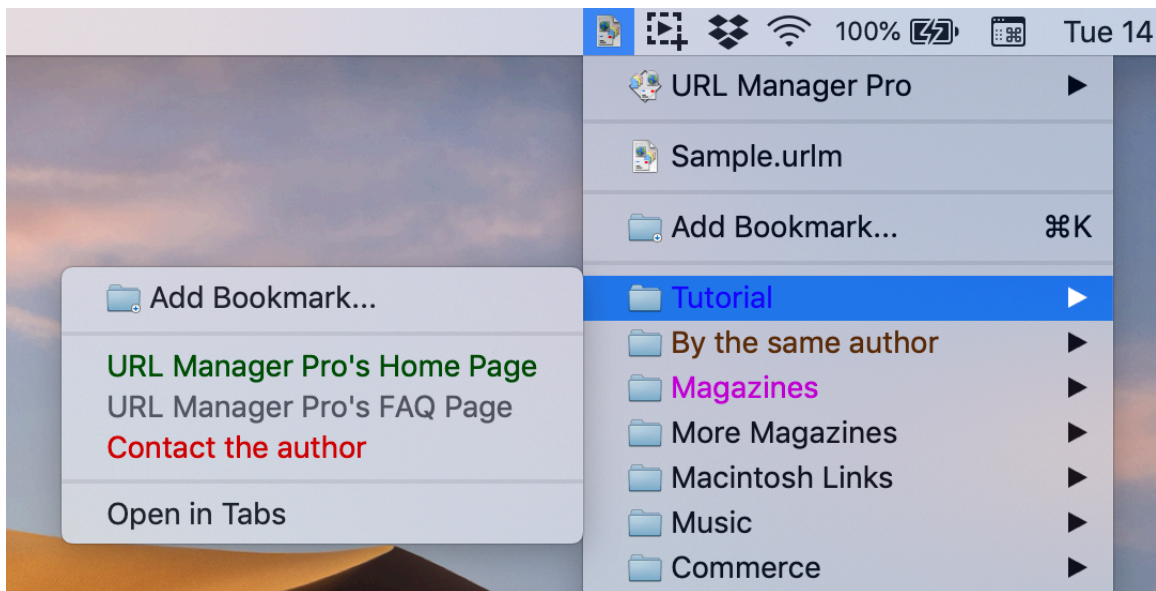 100% Tue 14
URL Manager Pro
Sample.urlm
Add Bookmark... ⌘K
Tutorial
By the same author
Magazines
More Magazines
Macintosh Links
Music
Commerce
Add Bookmark...
URL Manager Pro's Home Page
URL Manager Pro's FAQ Page
Contact the author
Open in Tabs